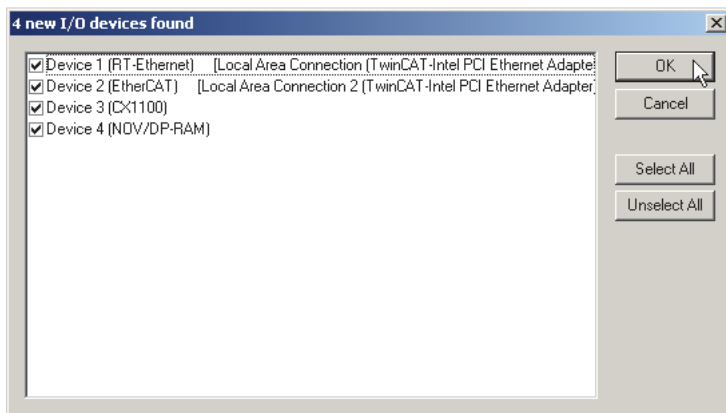 4 new I/O devices found
Device 1 (RT-Ethernet) [Local Area Connection (TwinCAT-Intel PCI Ethernet Adapte
Device 2 (EtherCAT) [Local Area Connection 2 (TwinCAT-Intel PCI Ethernet Adapter
Device 3 (CX1100)
Device 4 (NOV/DP-RAM)
OK
Cancel
Select All
Unselect All